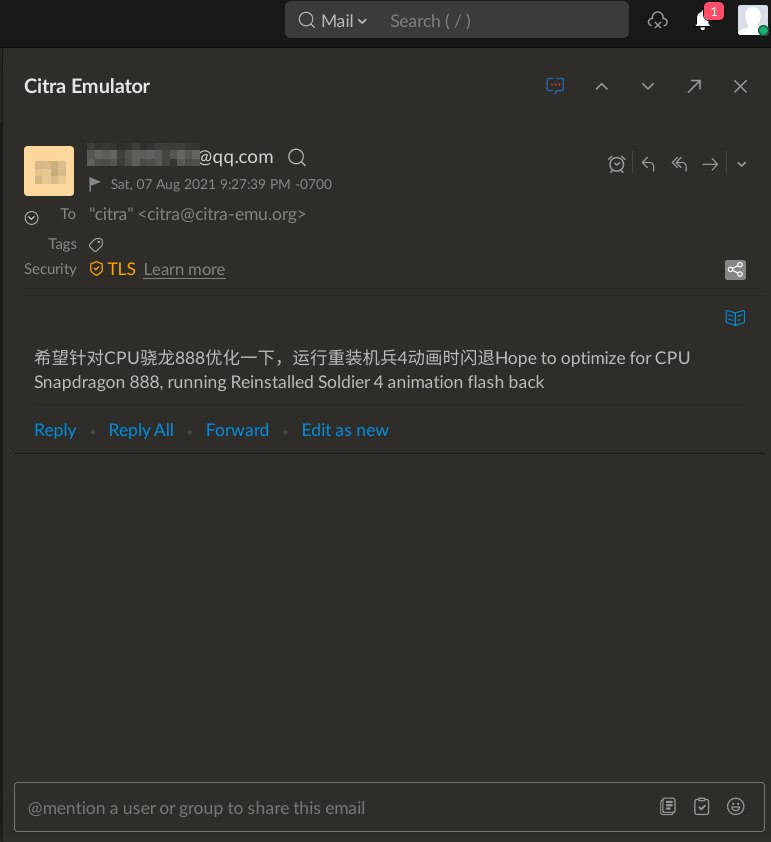 Mail Search ( / ) 1
Citra Emulator
@qq.com
Sat, 07 Aug 2021 9:27:39 PM -0700
To "citra" <citra@citra-emu.org>
Tags
Security TLS Learn more
希望针对CPU骁龙888优化一下，运行重装机兵4动画时闪退Hope to optimize for CPU
Snapdragon 888, running Reinstalled Soldier 4 animation flash back
Reply Reply All Forward Edit as new
@mention a user or group to share this email